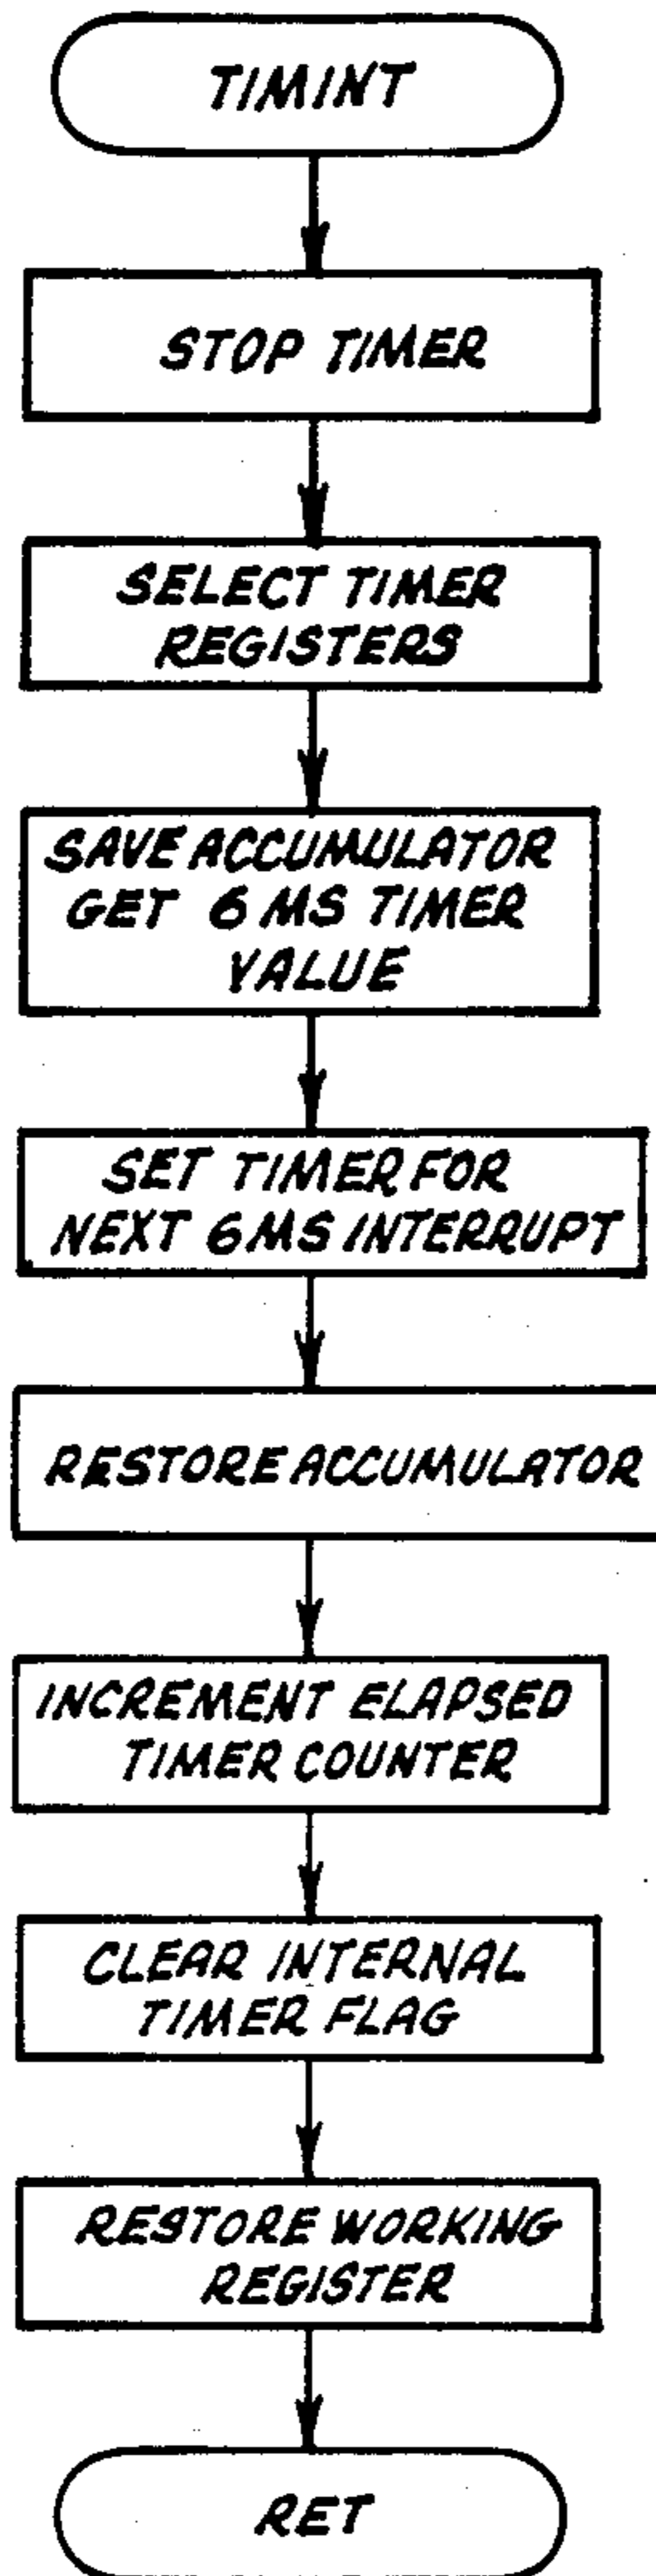 TIMINT
STOP TIMER
SELECT TIMER
REGISTERS
SAVE ACCUMULATOR
GET 6 MS TIMER
VALUE
SET TIMER FOR
NEXT 6MS INTERRUPT
RESTORE ACCUMULATOR
INCREMENT ELAPSED
TIMER COUNTER
CLEAR INTERNAL
TIMER FLAG
RESTORE WORKING
REGISTER
RET